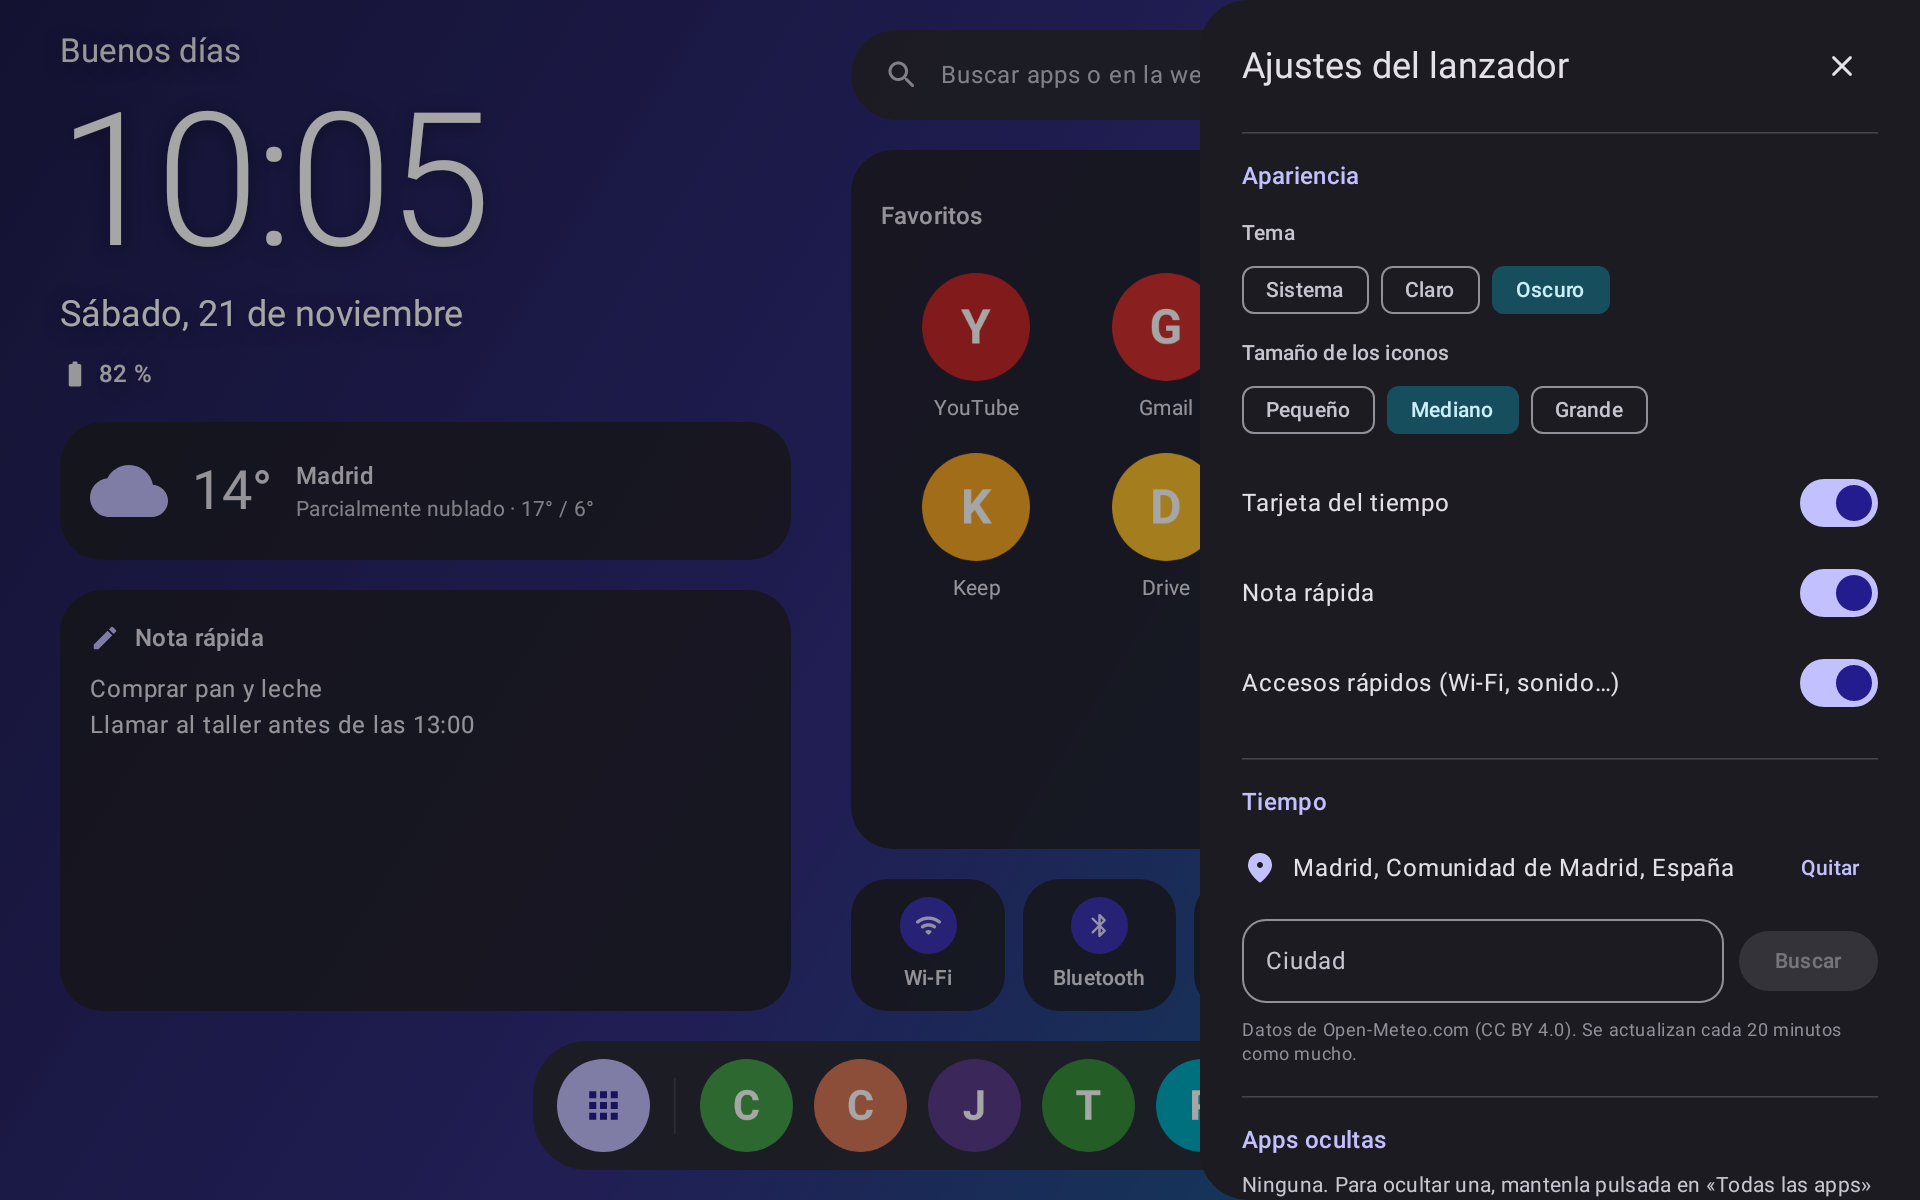 Buenos días
10:05
Sábado, 21 de noviembre
82 %
14°
Madrid
Parcialmente nublado · 17° / 6°
Nota rápida
Comprar pan y leche
Llamar al taller antes de las 13:00
Buscar apps o en la we
Favoritos
Y
G
YouTube
Gmail
K
D
Keep
Drive
Wi-Fi
Bluetooth
C
C
J
T
Ajustes del lanzador
Apariencia
Tema
Sistema
Claro
Oscuro
Tamaño de los iconos
Pequeño
Mediano
Grande
Tarjeta del tiempo
Nota rápida
Accesos rápidos (Wi-Fi, sonido…)
Tiempo
Madrid, Comunidad de Madrid, España
Quitar
Ciudad
Buscar
Datos de Open-Meteo.com (CC BY 4.0). Se actualizan cada 20 minutos
como mucho.
Apps ocultas
Ninguna. Para ocultar una, mantenla pulsada en «Todas las apps»